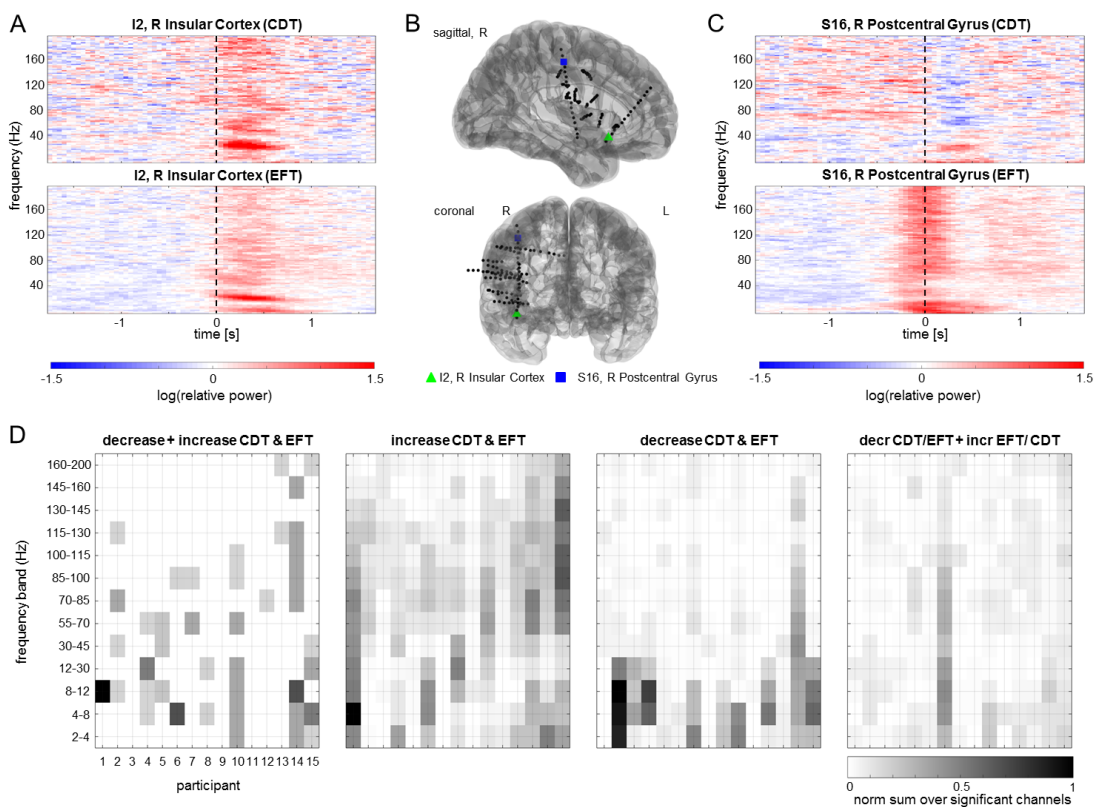 A
I2, R Insular Cortex (CDT)
160
120
80
40
I2, R Insular Cortex (EFT)
160
120
80
40
frequency (Hz)
-1
0
1
time [s]
-1.5
0
1.5
log(relative power)
B
sagittal, R
coronal
R
L
I2, R Insular Cortex
S16, R Postcentral Gyrus
C
S16, R Postcentral Gyrus (CDT)
160
120
80
40
S16, R Postcentral Gyrus (EFT)
160
120
80
40
frequency (Hz)
-1
0
1
time [s]
-1.5
0
1.5
log(relative power)
D
decrease + increase CDT & EFT
increase CDT & EFT
decrease CDT & EFT
decr CDT/EFT + incr EFT/ CDT
frequency band (Hz)
160-200
145-160
130-145
115-130
100-115
85-100
70-85
55-70
30-45
12-30
8-12
4-8
2-4
1 2 3 4 5 6 7 8 9 10 11 12 13 14 15
participant
0
0.5
1
norm sum over significant channels